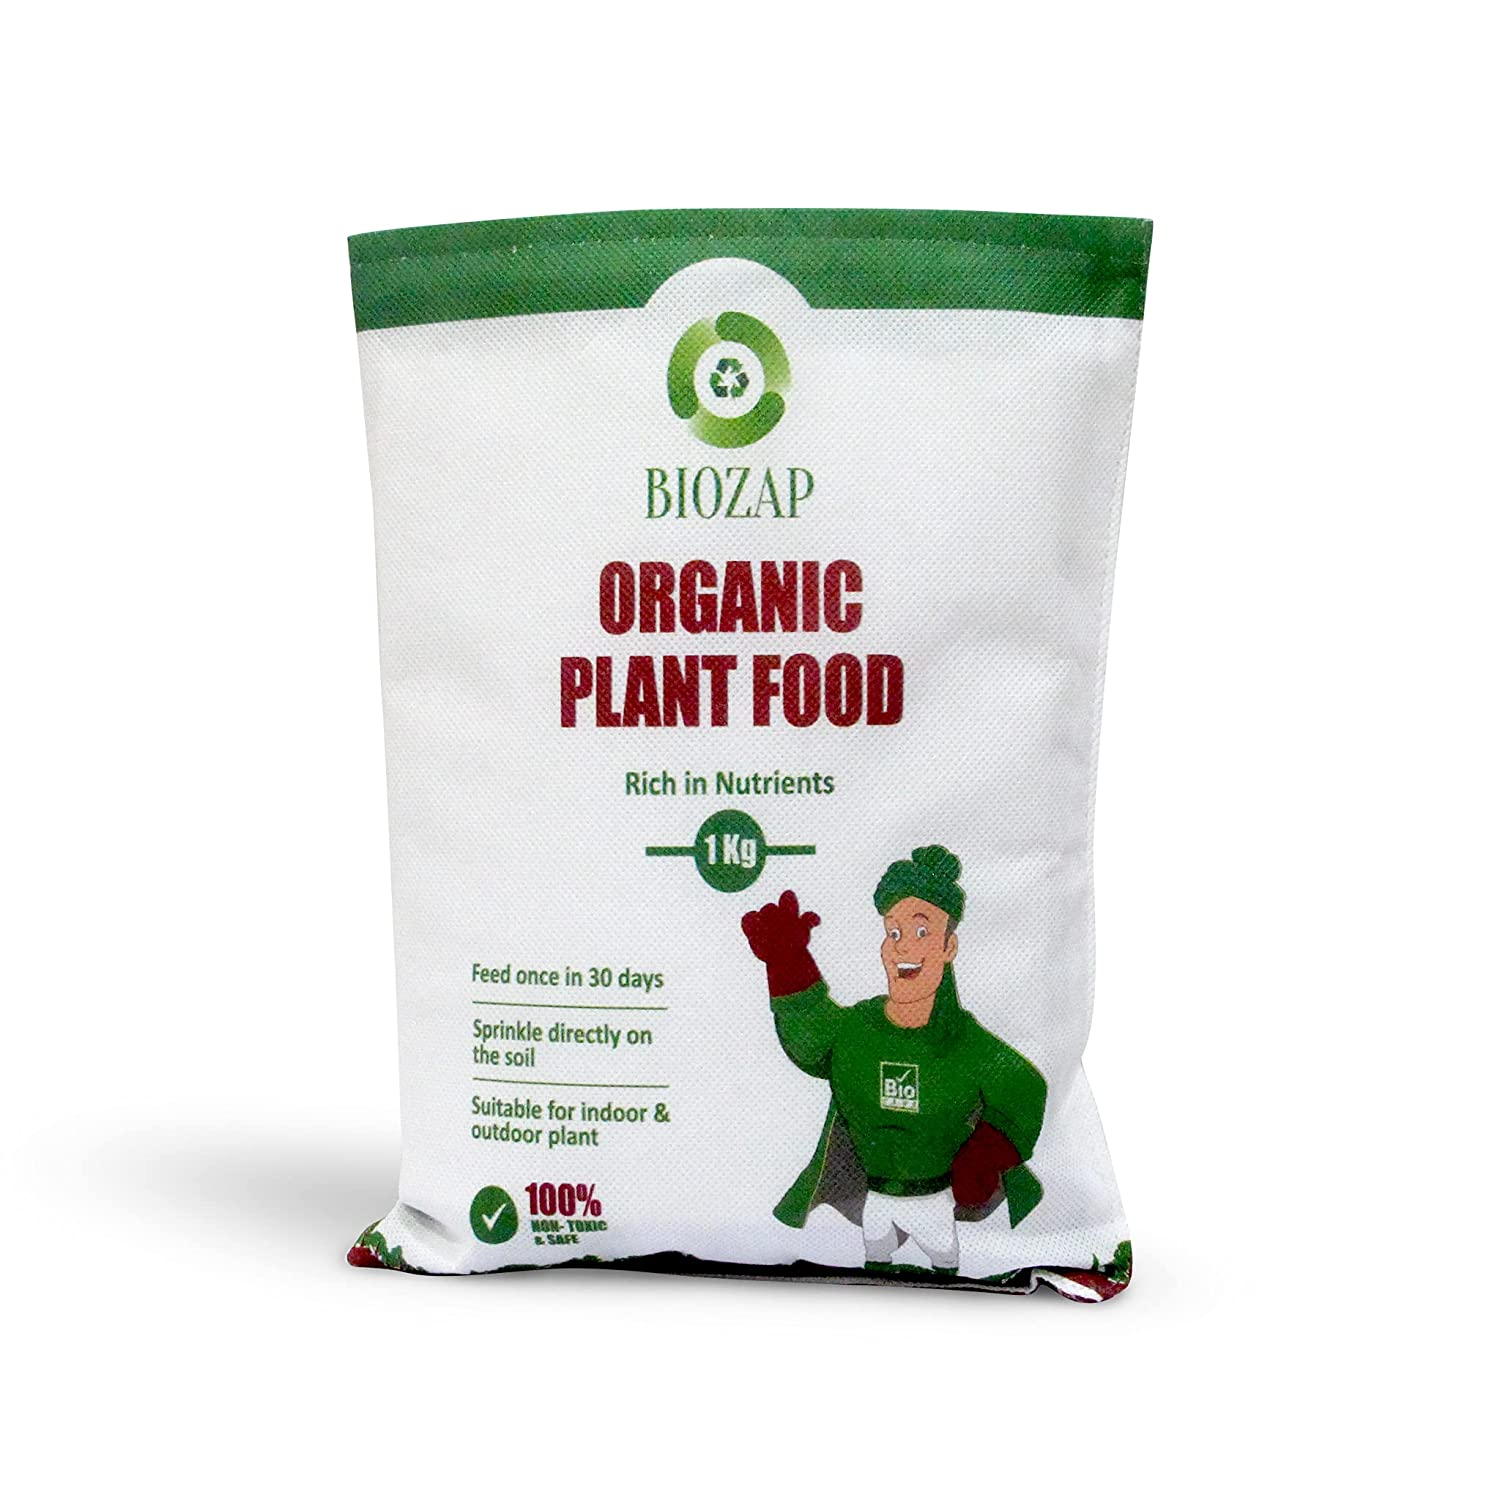 BIOZAP
ORGANIC
PLANT FOOD
Rich in Nutrients
1 Kg
Feed once in 30 days
Sprinkle directly on
the soil
Suitable for indoor &
outdoor plant
100%
NON- TOXIC
& SAFE
Bio